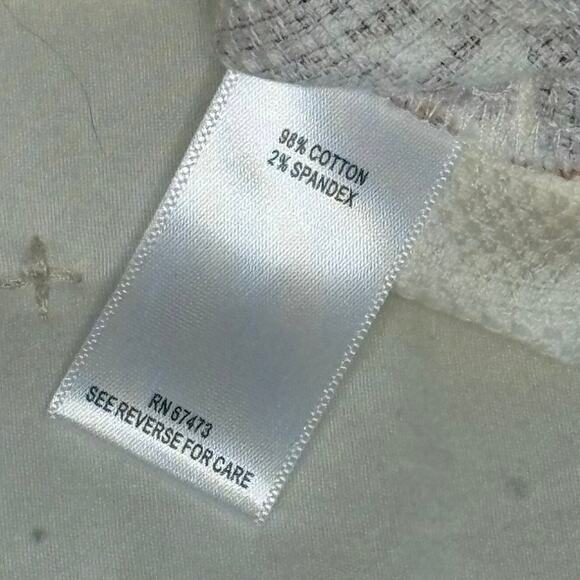 98% COTTON
2% SPANDEX
RN 67473
SEE REVERSE FOR CARE